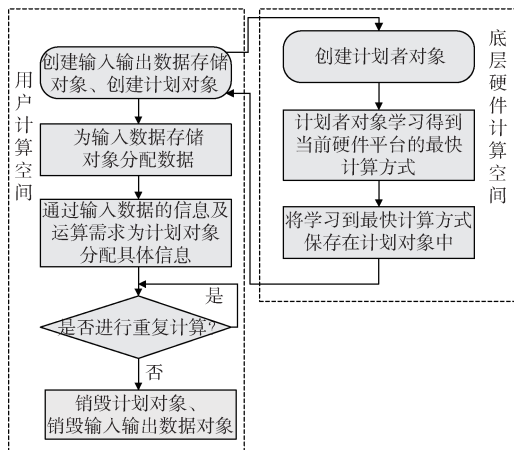 用户计算空间
创建输入输出数据存储
对象、创建计划对象
为输入数据存储
对象分配数据
通过输入数据的信息及
运算需求为计划对象
分配具体信息
是
是否进行重复计算?
否
销毁计划对象、
销毁输入输出数据对象
创建计划者对象
计划者对象学习得到
当前硬件平台的最快
计算方式
将学习到最快计算方式
保存在计划对象中
底层硬件计算空间